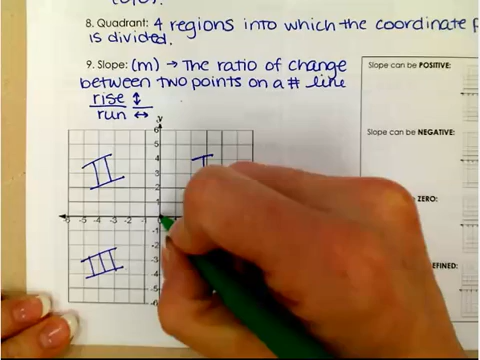 8. Quadrant: 4 regions into which the coordinate
is divided.
9. Slope: (m) → The ratio of change
between two points on a # line
rise ↕
run ↔
Slope can be POSITIVE:
Slope can be NEGATIVE:
ZERO:
y
6
5
4
3
2
1
-6 -5 -4 -3 -2 -1 0
-1
-2
-3
-4
-5
-6
II
I
III